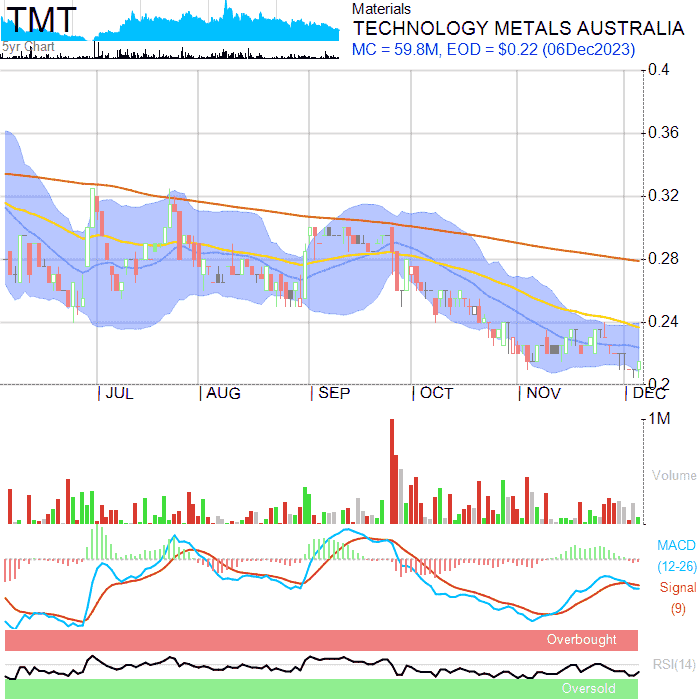 TMT
5yr Chart
Materials
TECHNOLOGY METALS AUSTRALIA
MC = 59.8M, EOD = $0.22 (06Dec2023)
0.4
0.36
0.32
0.28
0.24
0.2
JUL
AUG
SEP
OCT
NOV
DEC
1M
Volume
MACD
(12-26)
Signal
(9)
Overbought
RSI(14)
Oversold